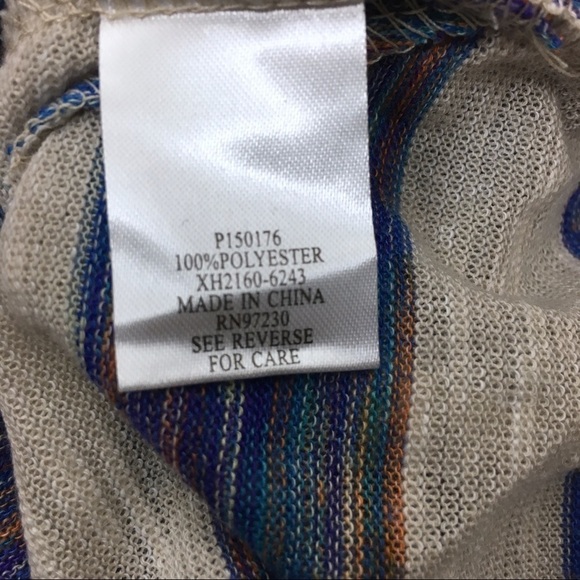 P150176
100%POLYESTER
XH2160-6243
MADE IN CHINA
RN97230
SEE REVERSE
FOR CARE